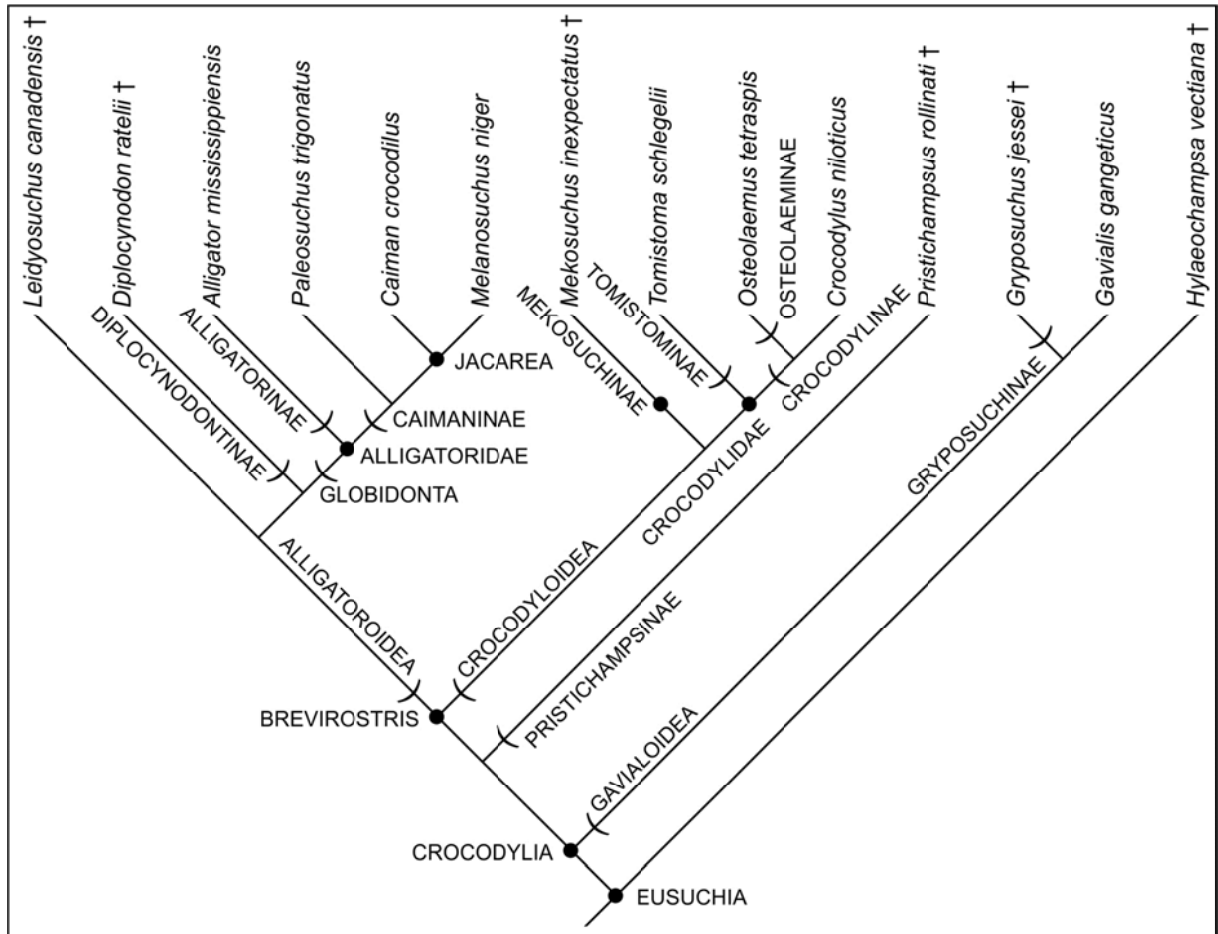 Leidyosuchus canadensis †
Diplocynodon ratelii †
Alligator mississippiensis
Paleosuchus trigonatus
Caiman crocodilus
Melanosuchus niger
Mekosuchus inexpectatus †
Tomistoma schlegelii
Osteolaemus tetraspis
OSTEOLAEMINAE
Crocodylus niloticus
Pristichampsus rollinati †
Gryposuchus jessei †
Gavialis gangeticus
Hylaeochampsa vectiana †
DIPLOCYNODONTINAE
ALLIGATORINAE
JACAREA
CAIMANINAE
ALLIGATORIDAE
GLOBIDONTA
MEKOSUCHINAE
TOMISTOMINAE
CROCODYLINAE
CROCODYLIDAE
GRYPOSUCHINAE
ALLIGATOROIDEA
CROCODYLOIDEA
PRISTICHAMPSINAE
BREVIROSTRIS
GAVIALOIDEA
CROCODYLIA
EUSUCHIA